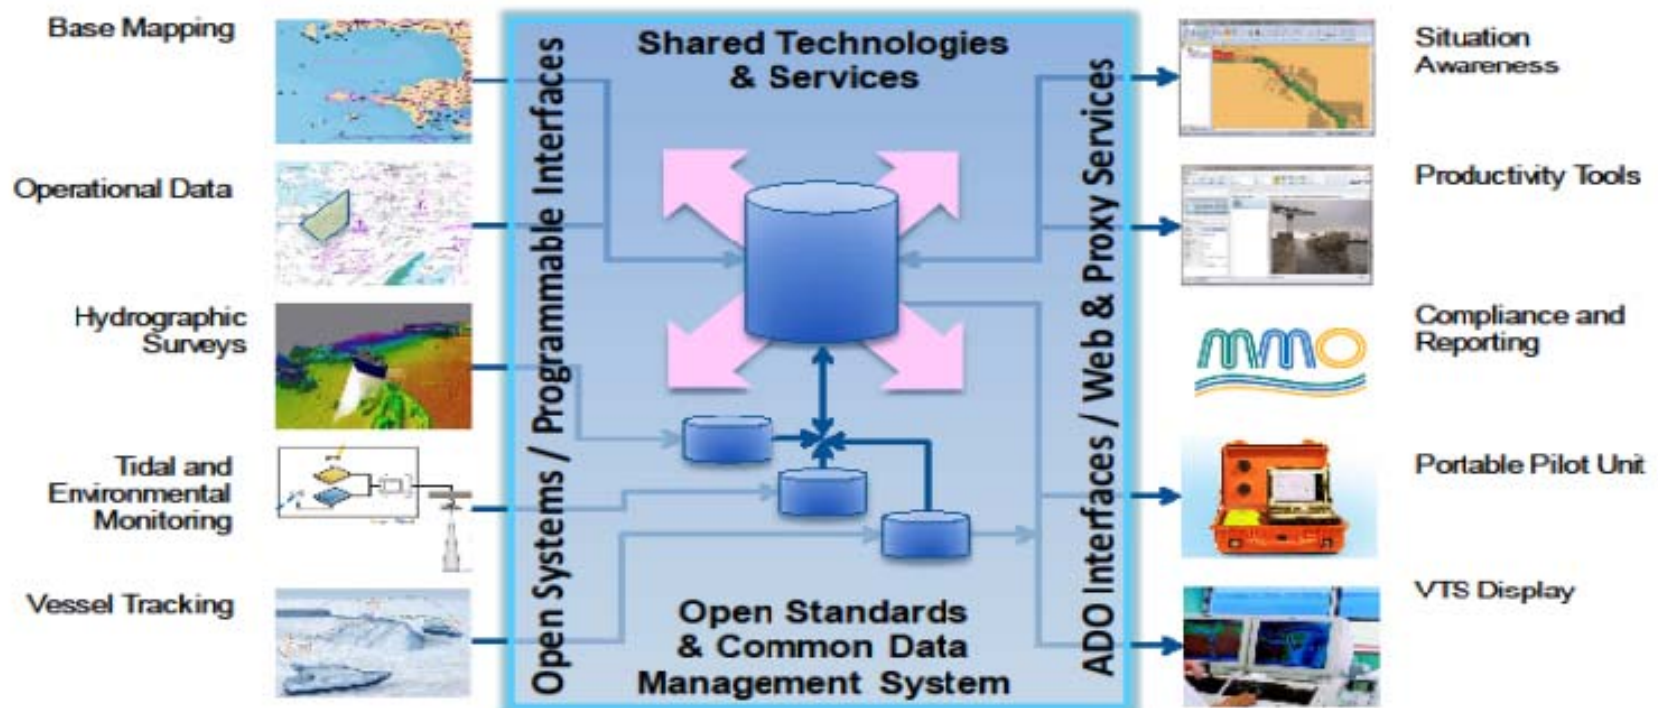 Base Mapping
Operational Data
Hydrographic
Surveys
Tidal and
Environmental
Monitoring
Vessel Tracking
Open Systems / Programmable Interfaces
Shared Technologies
& Services
Open Standards
& Common Data
Management System
ADO Interfaces / Web & Proxy Services
Situation
Awareness
Productivity Tools
mmo
Compliance and
Reporting
Portable Pilot Unit
VTS Display